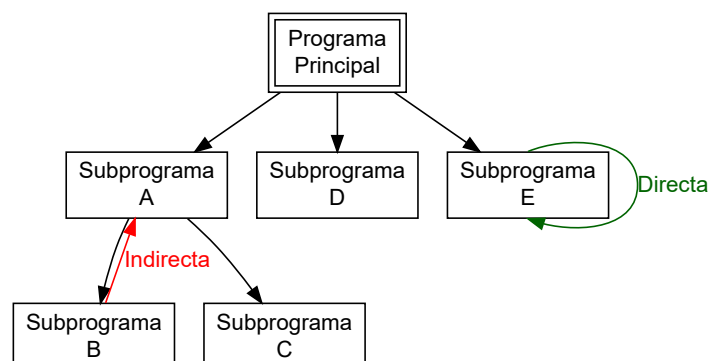 Programa
Principal
Subprograma
A
Subprograma
D
Subprograma
E
Directa
Indirecta
Subprograma
B
Subprograma
C